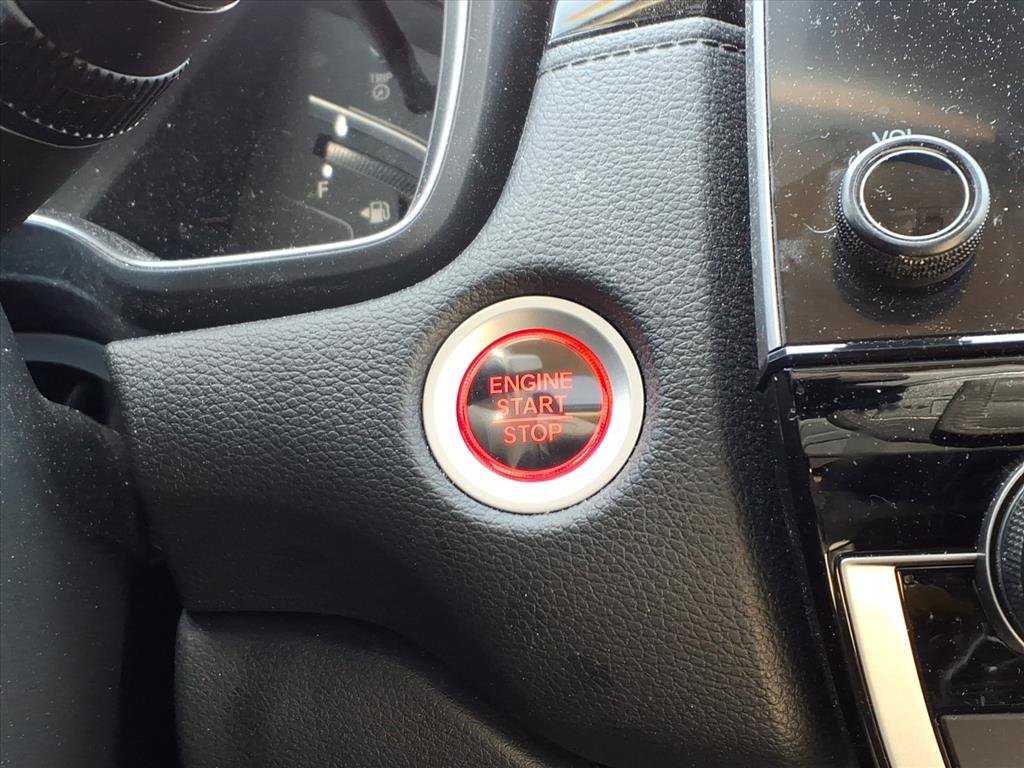 TRIP
F
VOL
ENGINE
START
STOP